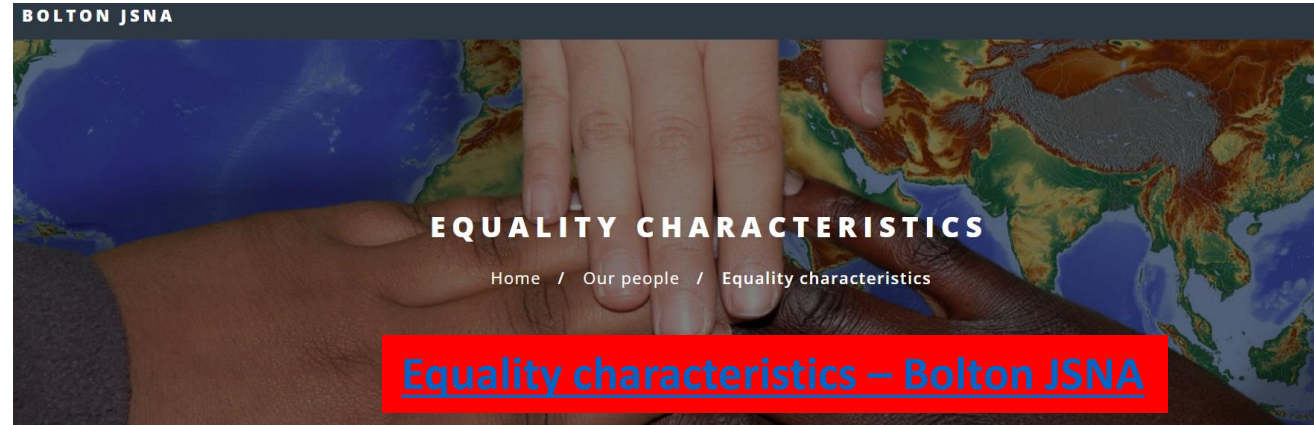 BOLTON JSNA
EQUALITY CHARACTERISTICS
Home / Our people / Equality characteristics
Equality characteristics – Bolton JSNA